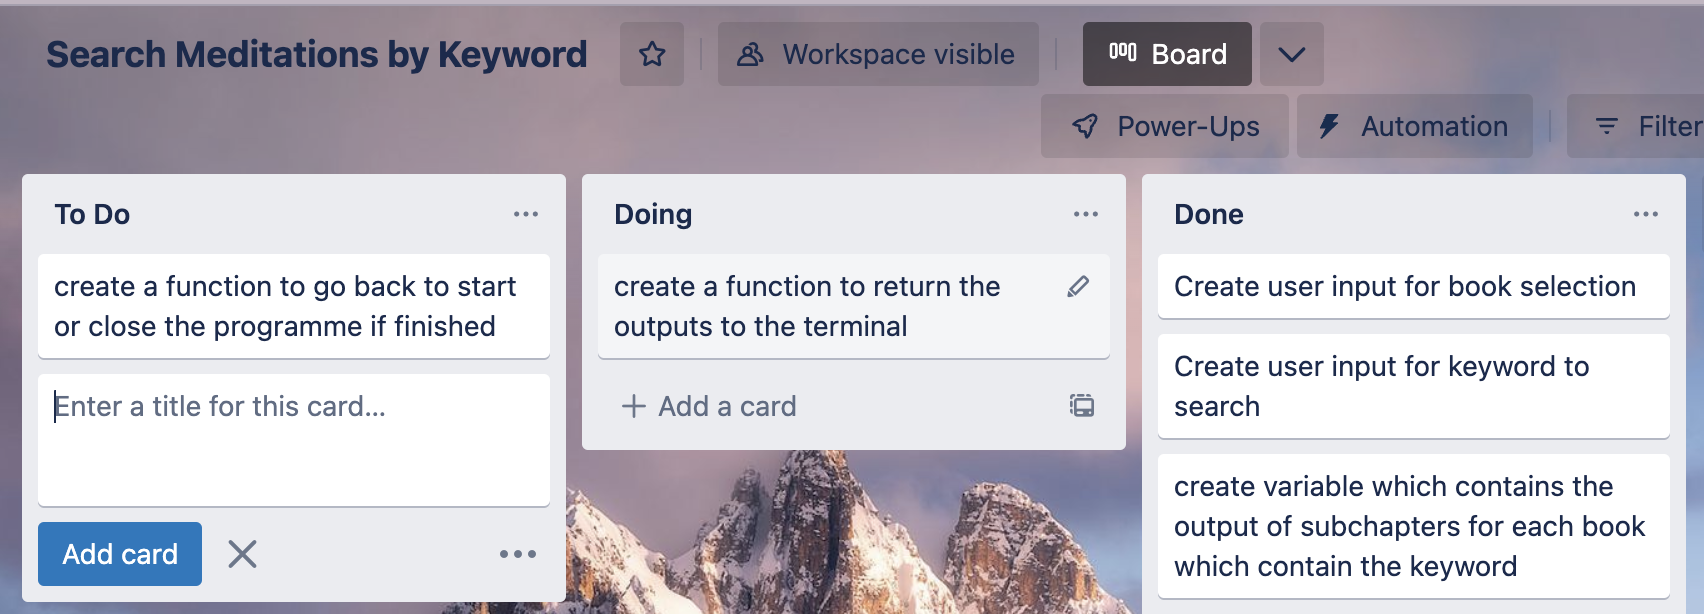 Search Meditations by Keyword
Workspace visible
Board
Power-Ups
Automation
Filter
To Do
create a function to go back to start
or close the programme if finished
Enter a title for this card...
Add card
Doing
create a function to return the
outputs to the terminal
Add a card
Done
Create user input for book selection
Create user input for keyword to
search
create variable which contains the
output of subchapters for each book
which contain the keyword